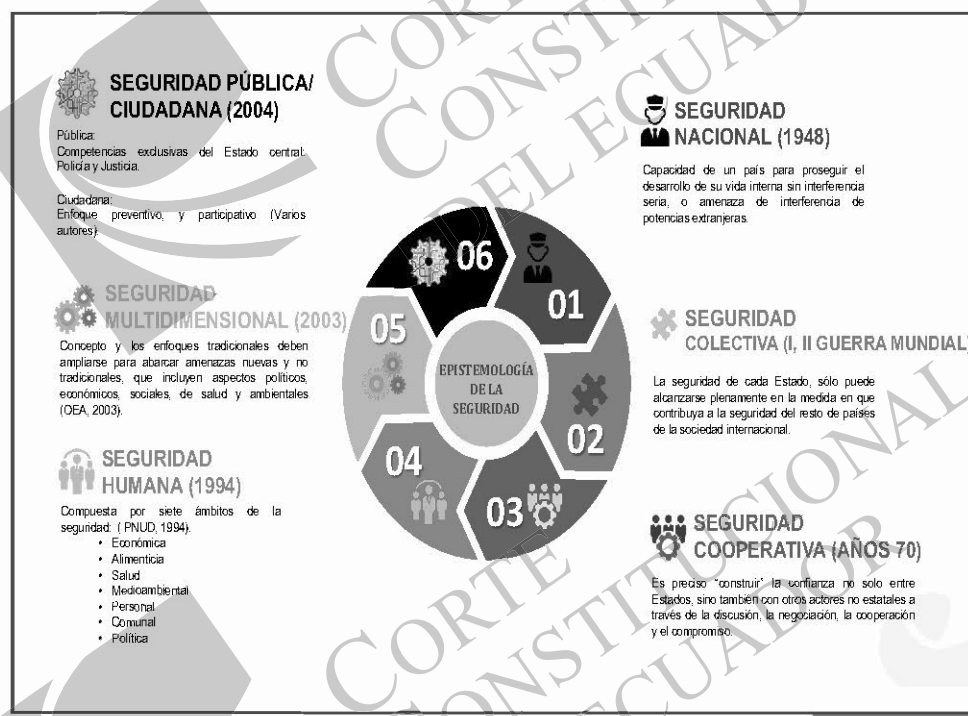 SEGURIDAD PÚBLICA/
CIUDADANA (2004)
Pública:
Competencias exclusivas del Estado central:
Policía y Justicia.
Ciudadana:
Enfoque preventivo, y participativo (Varios
autores)
SEGURIDAD
MULTIDIMENSIONAL (2003)
Concepto y los enfoques tradicionales deben
ampliarse para abarcar amenazas nuevas y no
tradicionales, que incluyen aspectos políticos,
económicos, sociales, de salud y ambientales
(OEA, 2003).
SEGURIDAD
HUMANA (1994)
Compuesta por siete ámbitos de la
seguridad: ( PNUD, 1994).
• Económica
• Alimenticia
• Salud
• Medioambiental
• Personal
• Comunal
• Política
06
01
05
EPISTEMOLOGÍA
DE LA
SEGURIDAD
02
04
03
SEGURIDAD
NACIONAL (1948)
Capacidad de un país para proseguir el
desarrollo de su vida interna sin interferencia
seria, o amenaza de interferencia de
potencias extranjeras.
SEGURIDAD
COLECTIVA (I, II GUERRA MUNDIAL)
La seguridad de cada Estado, sólo puede
alcanzarse plenamente en la medida en que
contribuya a la seguridad del resto de países
de la sociedad internacional.
SEGURIDAD
COOPERATIVA (AÑOS 70)
Es preciso "construir" la confianza no solo entre
Estados, sino también con otros actores no estatales a
través de la discusión, la negociación, la cooperación
y el compromiso.
CORTE
CONSTITUCIONAL
DEL ECUADOR
CORTE
CONSTITUCIONAL
DEL ECUADOR